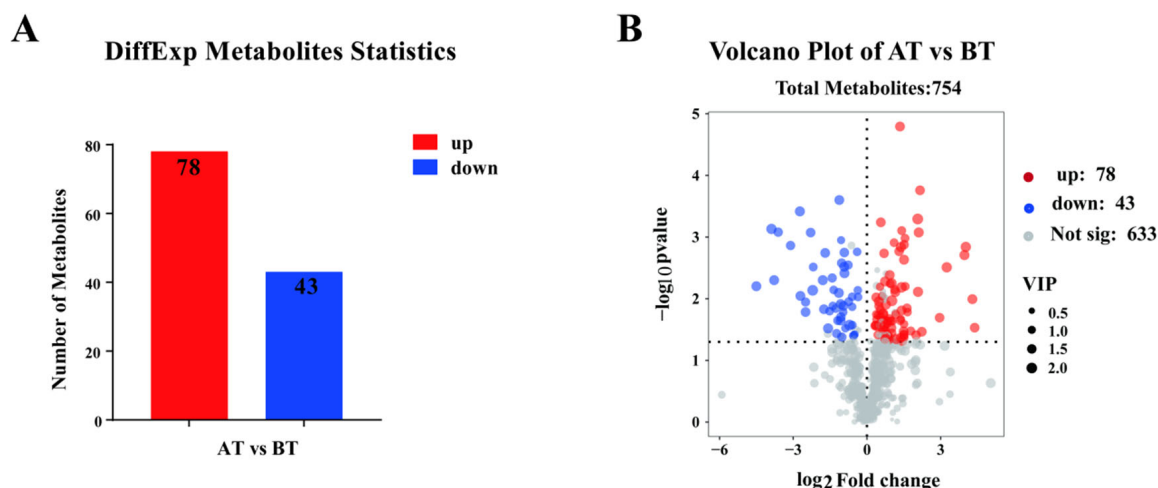 A
DiffExp Metabolites Statistics
up
down
80
60
40
20
0
Number of Metabolites
78
43
AT vs BT
B
Volcano Plot of AT vs BT
Total Metabolites:754
5
4
3
2
1
0
−log10pvalue
−6
−3
0
3
log2 Fold change
up: 78
down: 43
Not sig: 633
VIP
0.5
1.0
1.5
2.0